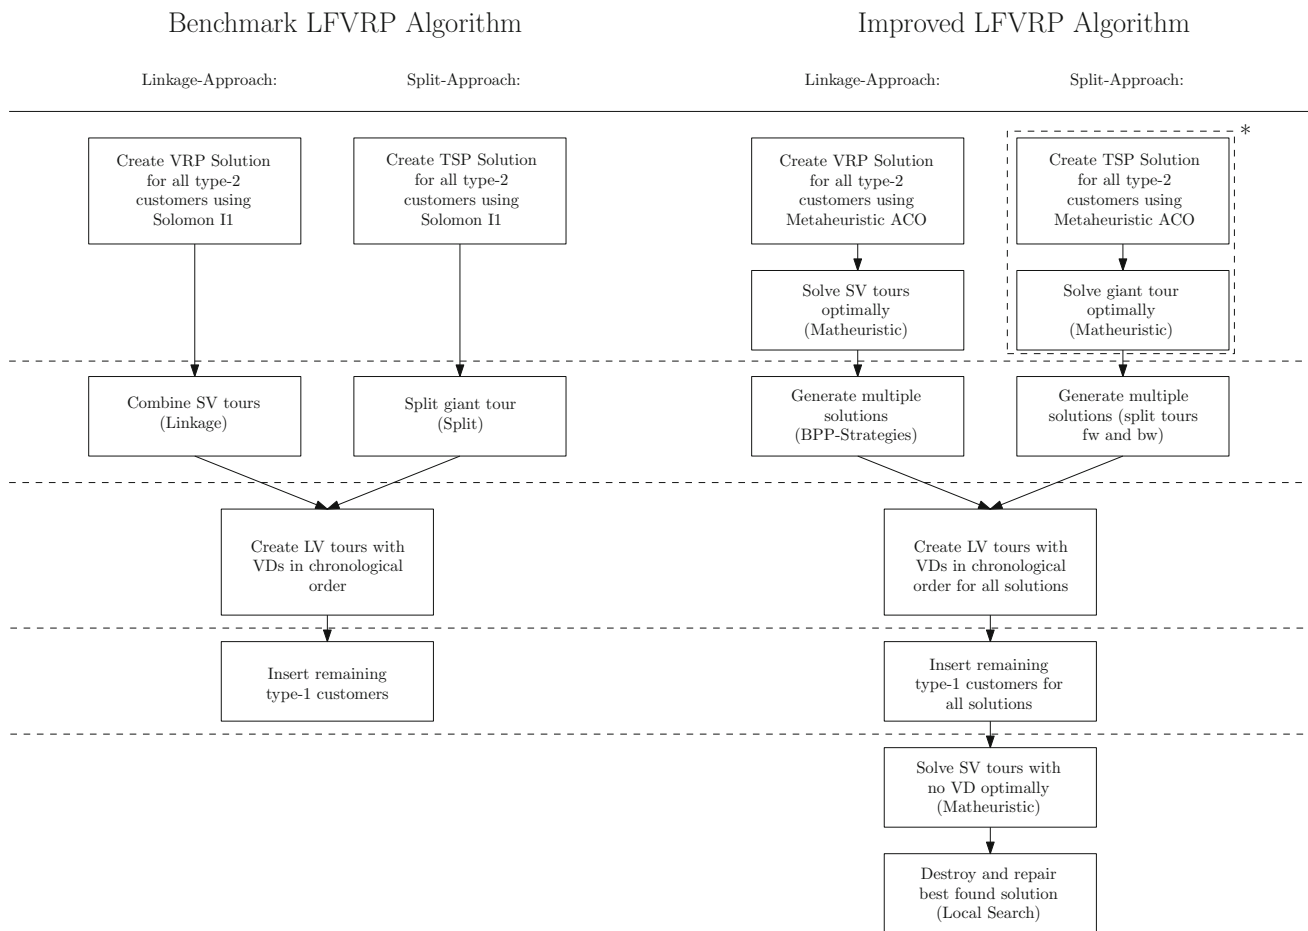 Benchmark LFVRP Algorithm
Linkage-Approach:
Split-Approach:
Create VRP Solution
for all type-2
customers using
Solomon I1
Create TSP Solution
for all type-2
customers using
Solomon I1
Combine SV tours
(Linkage)
Split giant tour
(Split)
Create LV tours with
VDs in chronological
order
Insert remaining
type-1 customers
Improved LFVRP Algorithm
Linkage-Approach:
Split-Approach:
Create VRP Solution
for all type-2
customers using
Metaheuristic ACO
*
Create TSP Solution
for all type-2
customers using
Metaheuristic ACO
Solve SV tours
optimally
(Matheuristic)
Solve giant tour
optimally
(Matheuristic)
Generate multiple
solutions
(BPP-Strategies)
Generate multiple
solutions (split tours
fw and bw)
Create LV tours with
VDs in chronological
order for all solutions
Insert remaining
type-1 customers for
all solutions
Solve SV tours with
no VD optimally
(Matheuristic)
Destroy and repair
best found solution
(Local Search)